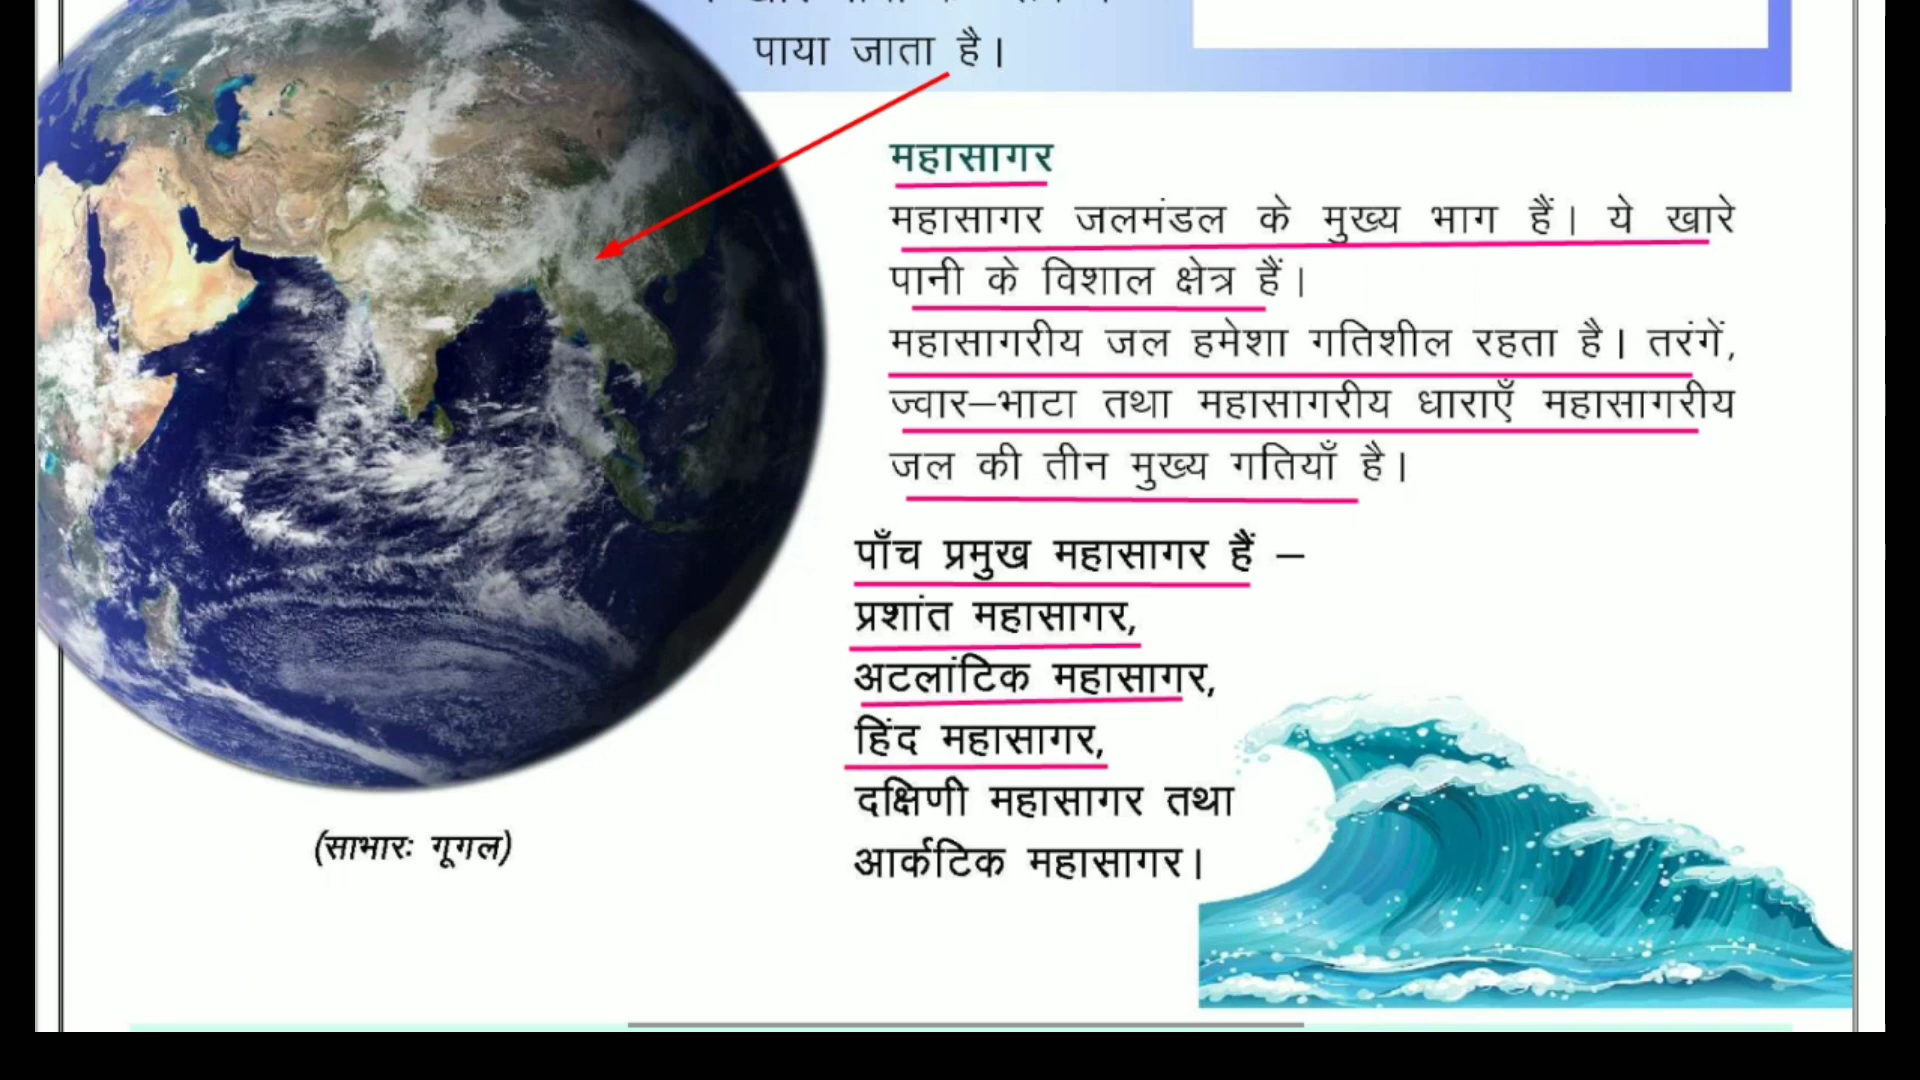 पाया जाता है।
महासागर
महासागर जलमंडल के मुख्य भाग हैं। ये खारे
पानी के विशाल क्षेत्र हैं।
महासागरीय जल हमेशा गतिशील रहता है। तरंगें,
ज्वार–भाटा तथा महासागरीय धाराएँ महासागरीय
जल की तीन मुख्य गतियाँ है।
पाँच प्रमुख महासागर हैं –
प्रशांत महासागर,
अटलांटिक महासागर,
हिंद महासागर,
दक्षिणी महासागर तथा
आर्कटिक महासागर।
(साभारः गूगल)